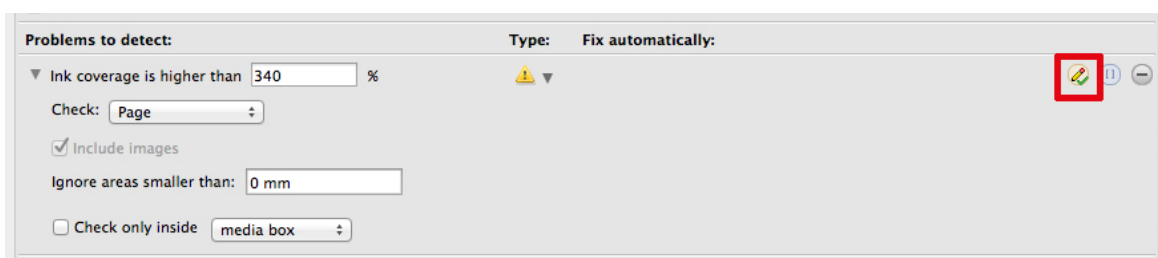 Problems to detect: Type: Fix automatically:
Ink coverage is higher than 340 %
Check: Page
Include images
Ignore areas smaller than: 0 mm
Check only inside media box